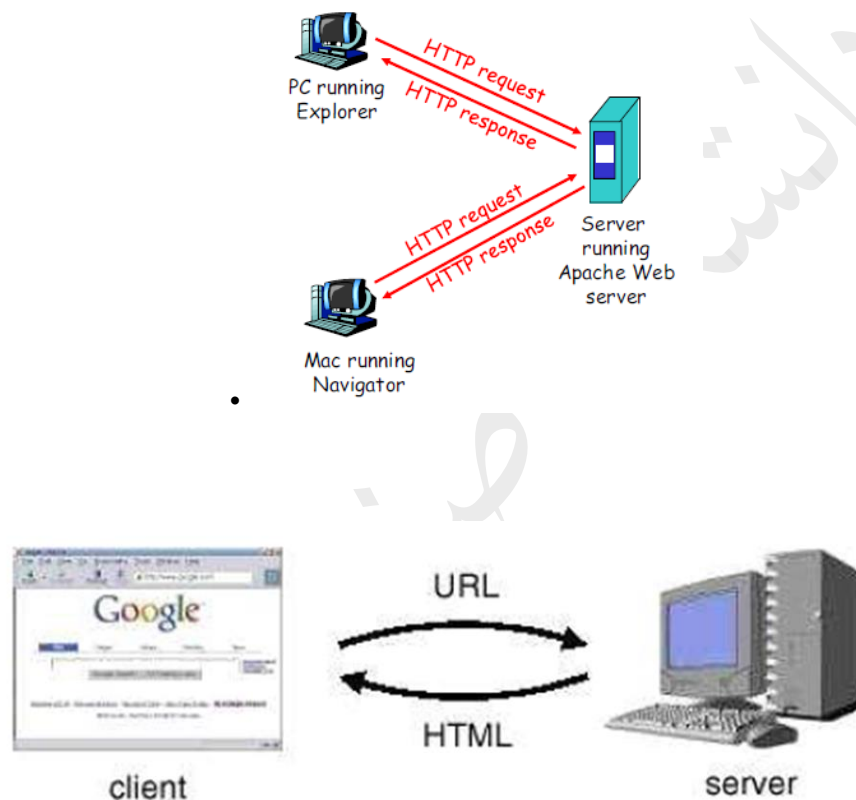 HTTP request
PC running
Explorer
HTTP response
HTTP request
HTTP response
Server
running
Apache Web
server
Mac running
Navigator
Google
URL
HTML
client
server